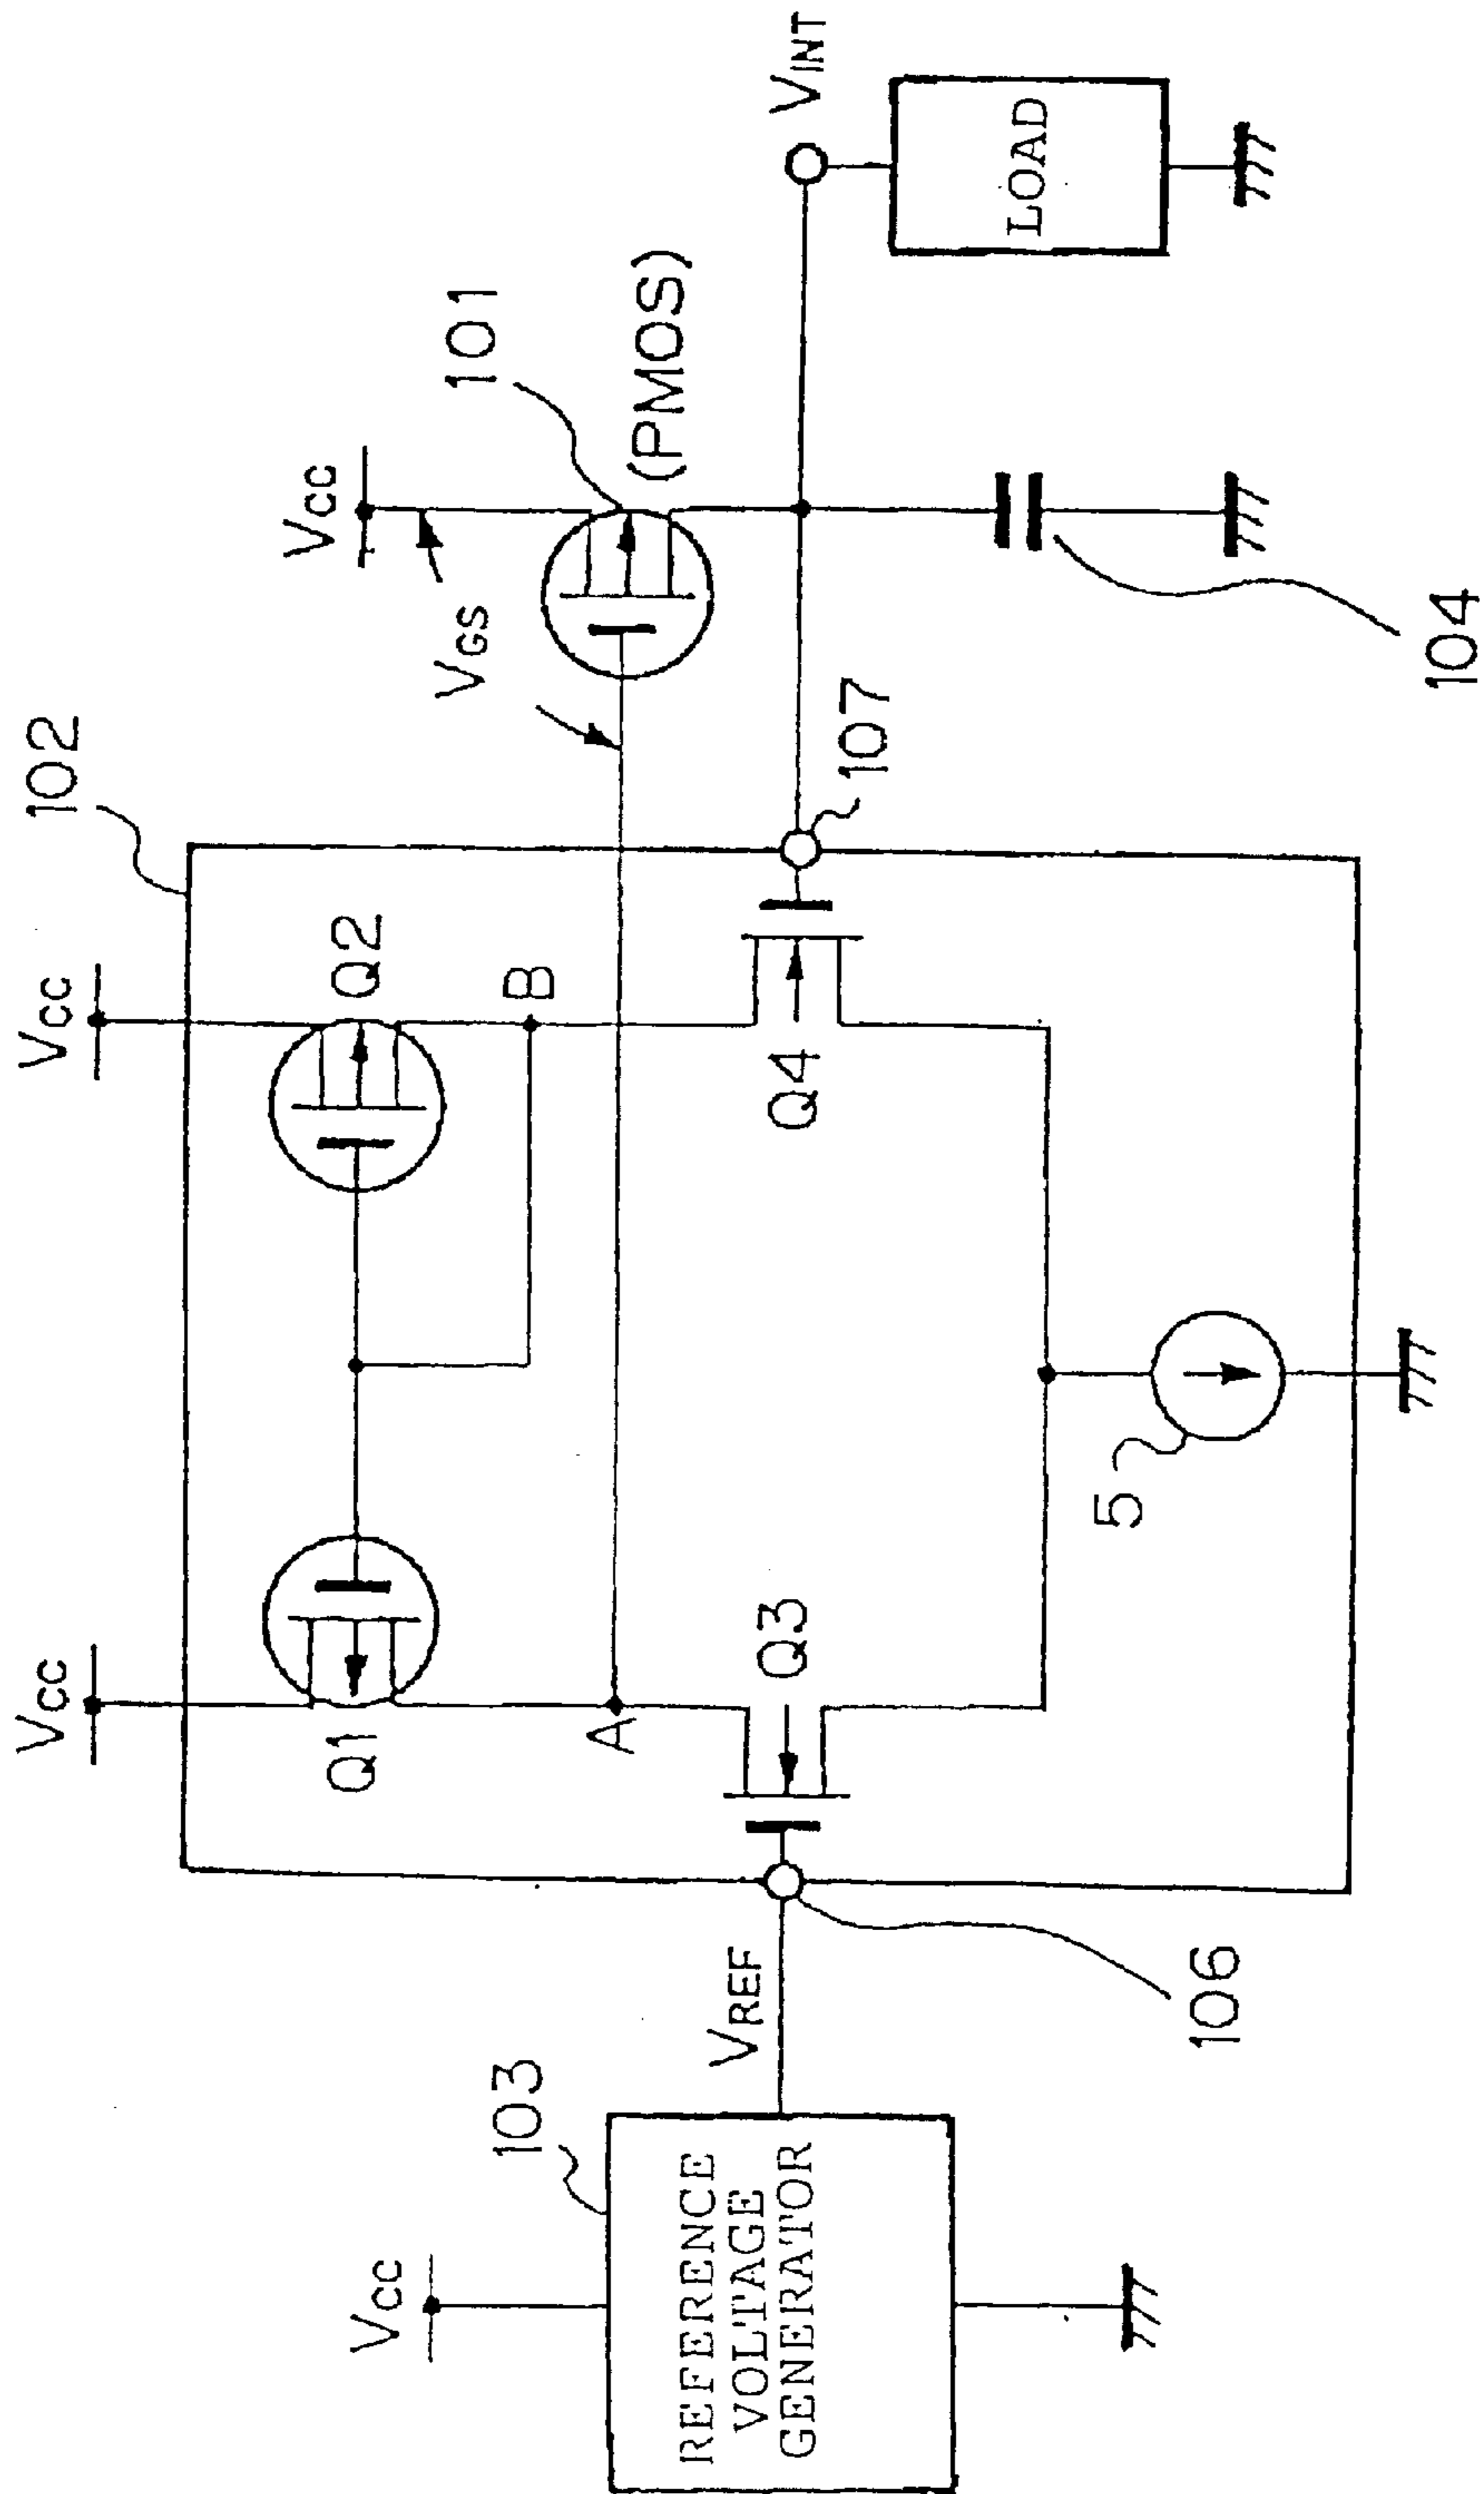 102
Vcc
Vcc
Vcc
Vcc
VGS
101
(PMOS)
Q1
Q2
A
B
103
REFERENCE
VOLTAGE
GENERATOR
VREF
Q3
Q4
107
VINT
LOAD
106
5
104